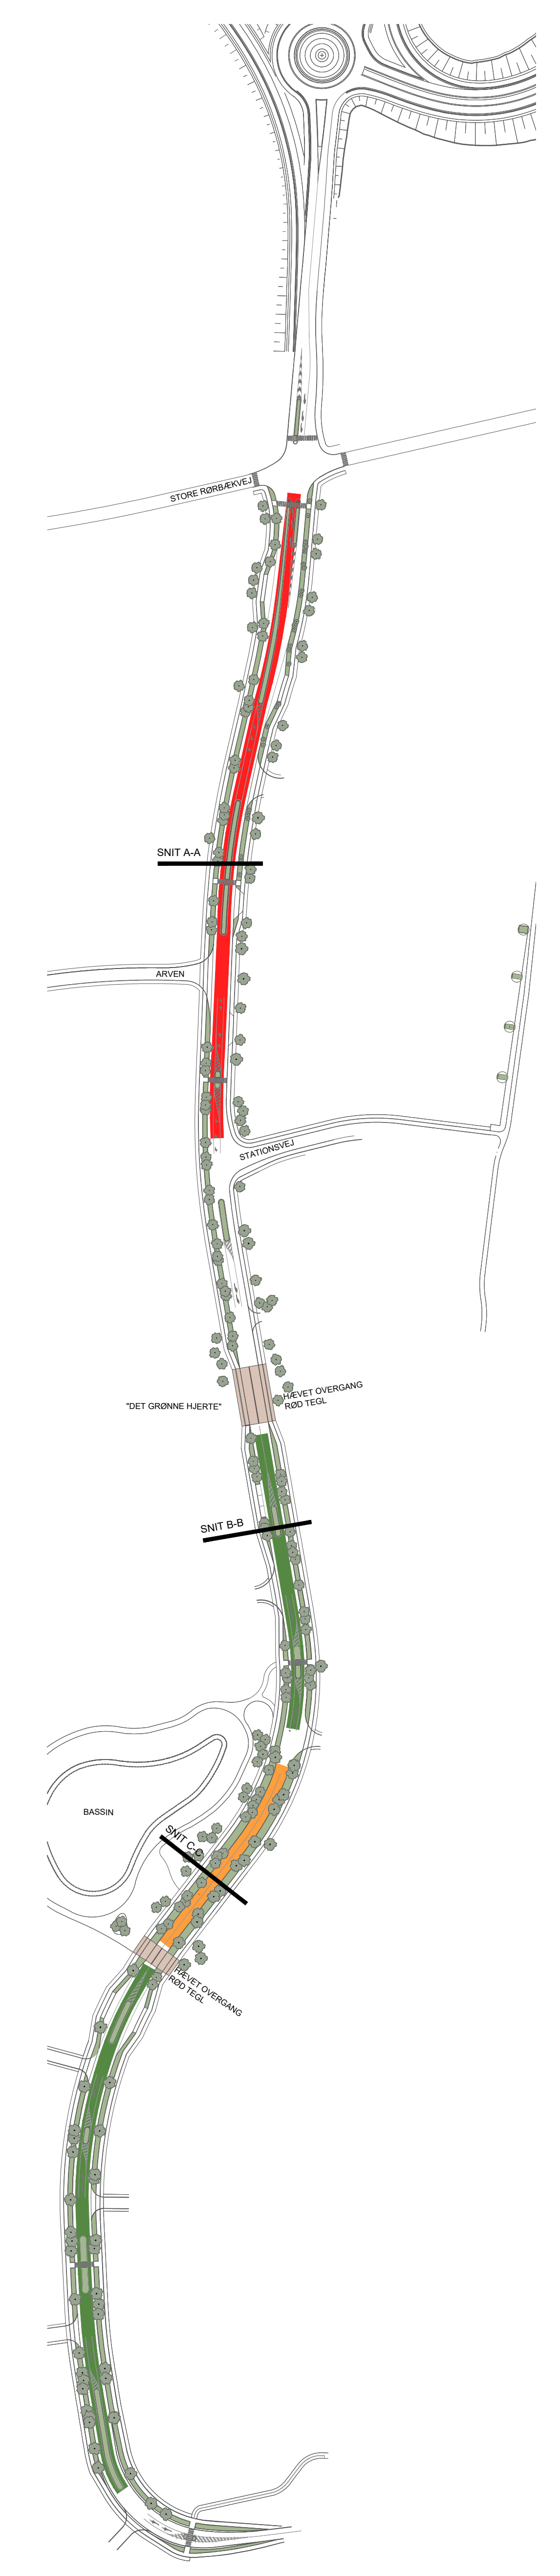 STORE RØRBÆKVEJ
SNIT A-A
ARVEN
STATIONSVEJ
"DET GRØNNE HJERTE"
HÆVET OVERGANG
RØD TEGL
SNIT B-B
BASSIN
SNIT C-C
HÆVET OVERGANG
RØD TEGL